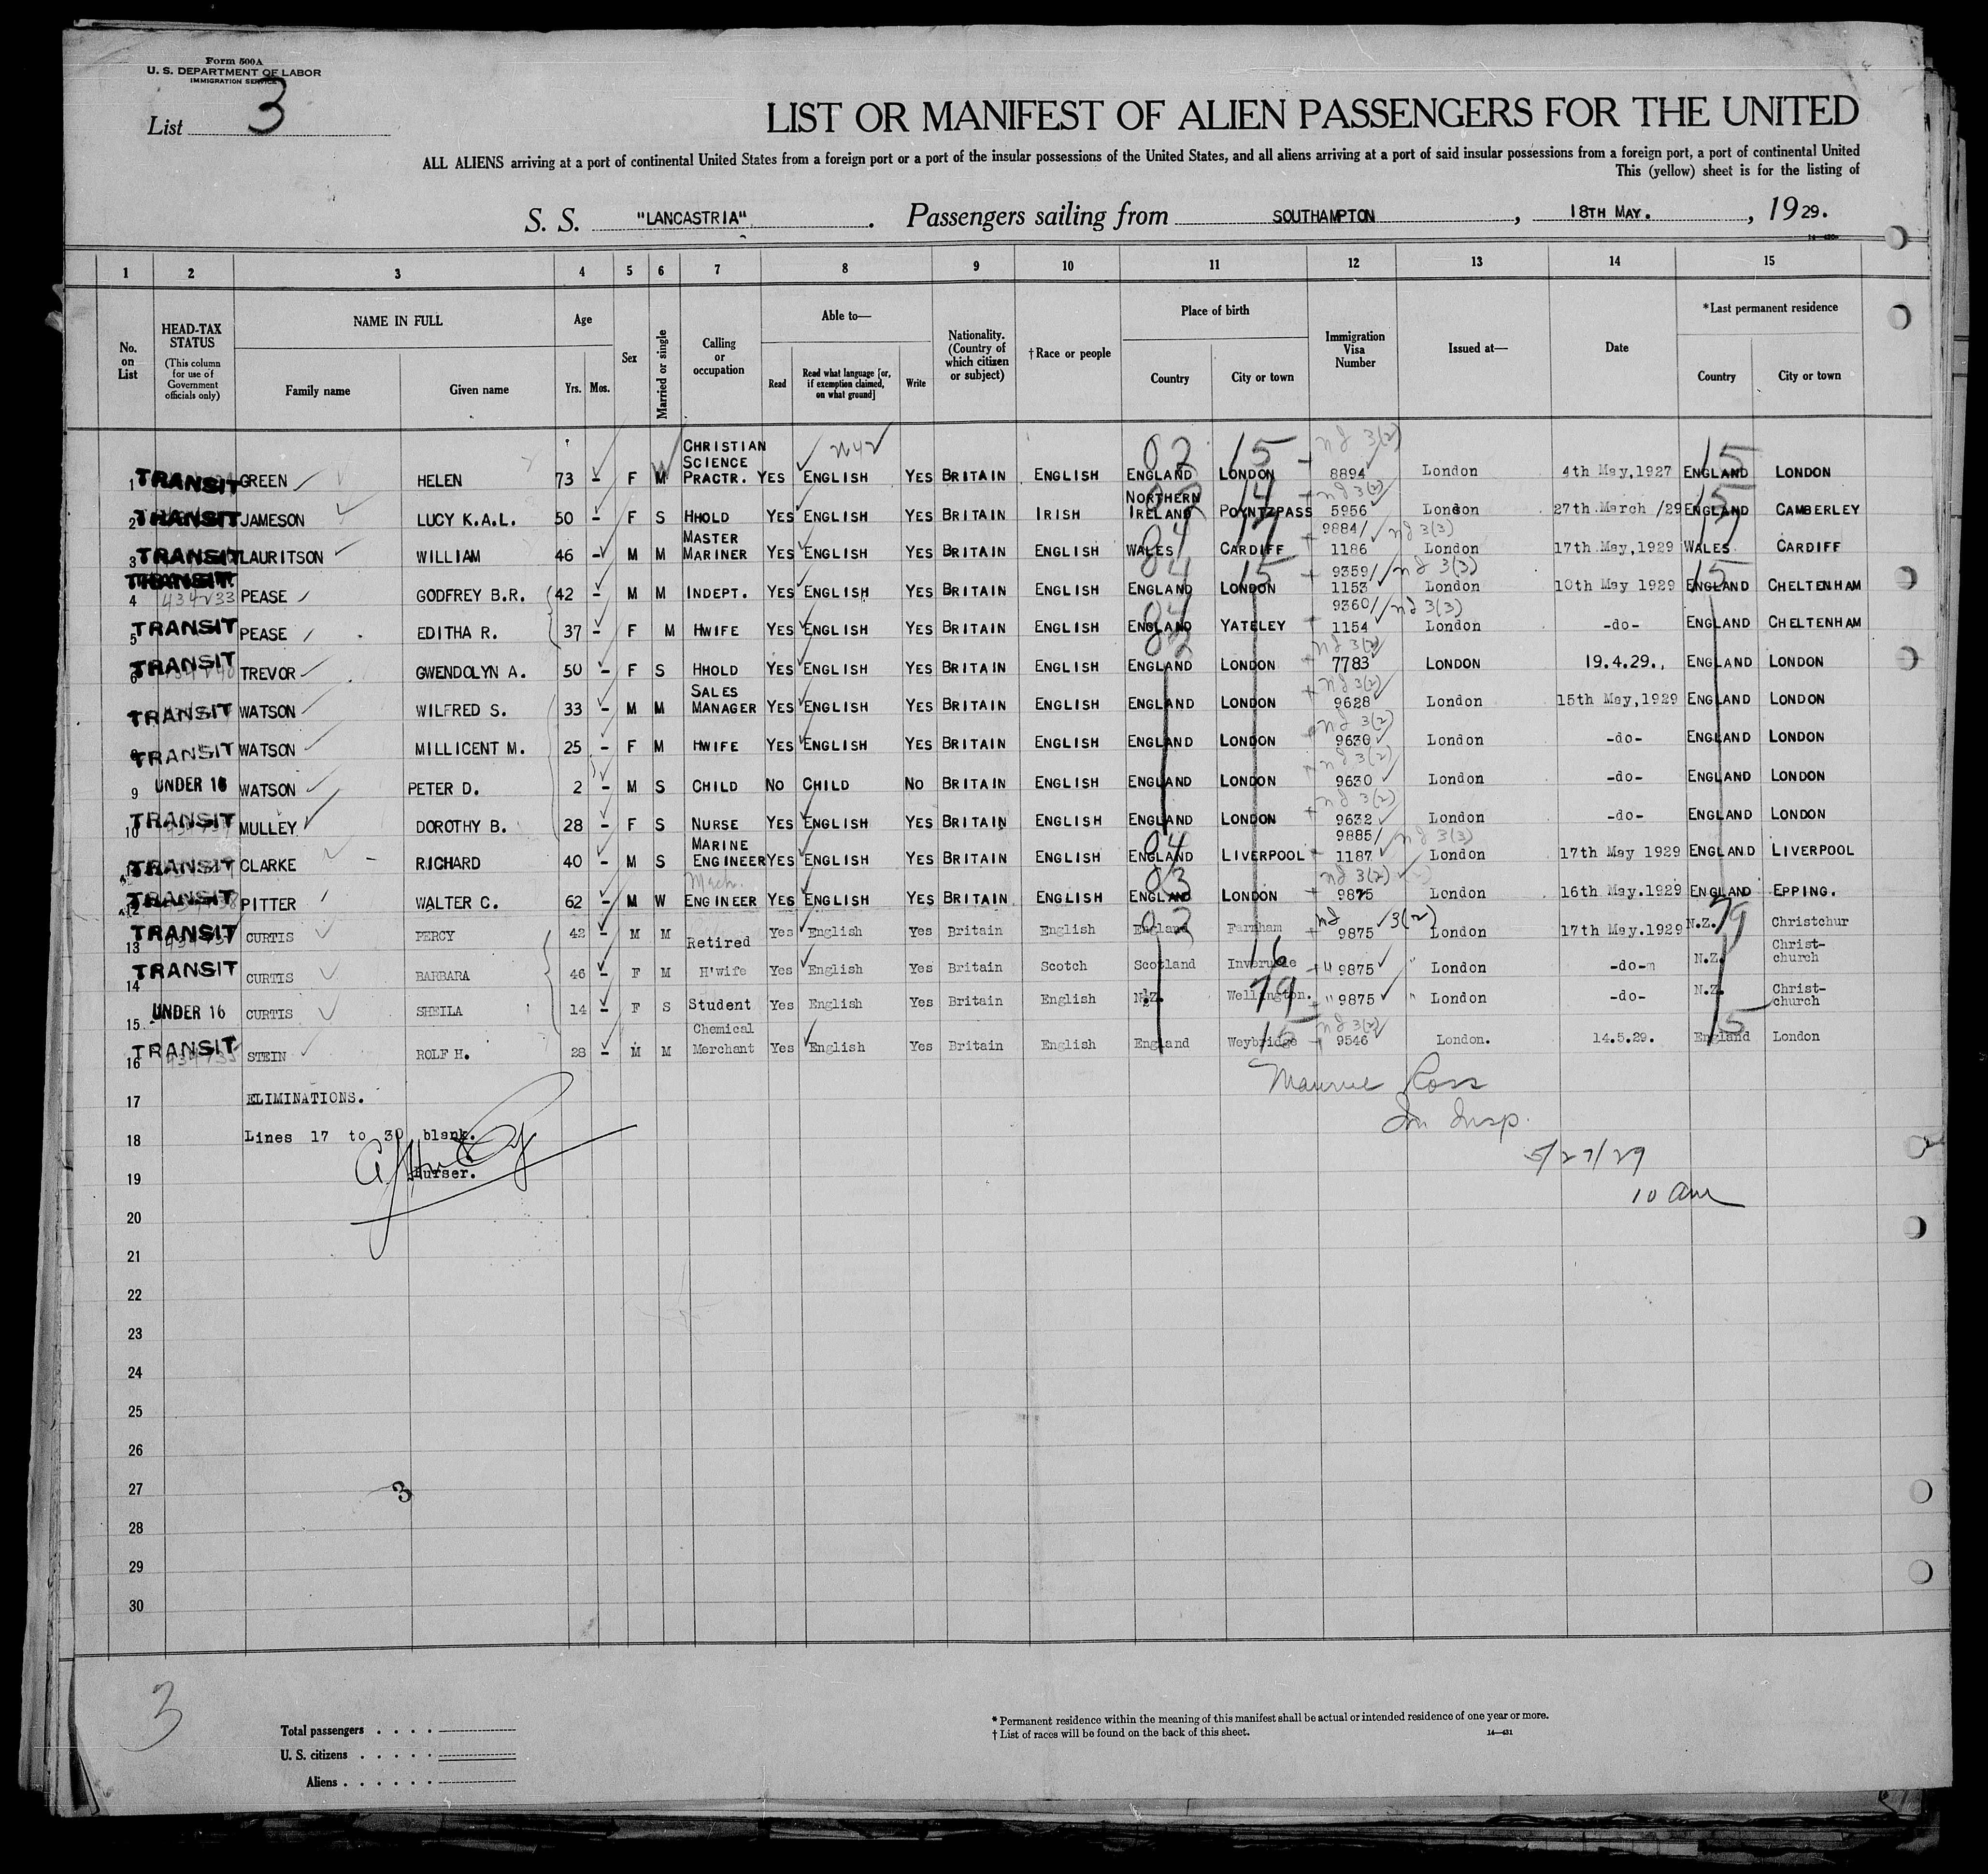 Form 500A
U. S. DEPARTMENT OF LABOR
IMMIGRATION SERVICE
List 3
LIST OR MANIFEST OF ALIEN PASSENGERS FOR THE UNITED
ALL ALIENS arriving at a port of continental United States from a foreign port or a port of the insular possessions of the United States, and all aliens arriving at a port of said insular possessions from a foreign port, a port of continental United
This (yellow) sheet is for the listing of
S. S. "LANCASTRIA". Passengers sailing from SOUTHAMPTON, 18TH MAY., 1929.
1 2 3 4 5 6 7 8 9 10 11 12 13 14 15
No. on List
HEAD-TAX STATUS (This column for use of Government officials only)
NAME IN FULL
Family name
Given name
Age
Yrs. Mos.
Sex
Married or single
Calling or occupation
Able to—
Read
Read what language [or, if exemption claimed, on what ground]
Write
Nationality. (Country of which citizen or subject)
†Race or people
Place of birth
Country
City or town
Immigration Visa Number
Issued at—
Date
*Last permanent residence
Country
City or town
1 TRANSIT GREEN HELEN 73 - F M CHRISTIAN SCIENCE PRACTR. YES ENGLISH YES BRITAIN ENGLISH ENGLAND LONDON 8894 London 4th May,1927 ENGLAND LONDON
2 TRANSIT JAMESON LUCY K.A.L. 50 - F S HHOLD YES ENGLISH YES BRITAIN IRISH NORTHERN IRELAND POYNTZPASS 5956 London 27th March /29 ENGLAND CAMBERLEY
3 TRANSIT LAURITSON WILLIAM 46 - M M MASTER MARINER YES ENGLISH YES BRITAIN ENGLISH WALES CARDIFF 9884/ 1186 London 17th May,1929 WALES CARDIFF
4 TRANSIT PEASE GODFREY B.R. 42 - M M INDEPT. YES ENGLISH YES BRITAIN ENGLISH ENGLAND LONDON 9359/ 1153 London 10th May 1929 ENGLAND CHELTENHAM
5 TRANSIT PEASE EDITHA R. 37 - F M HWIFE YES ENGLISH YES BRITAIN ENGLISH ENGLAND YATELEY 9360/ 1154 London -do- ENGLAND CHELTENHAM
6 TRANSIT TREVOR GWENDOLYN A. 50 - F S HHOLD YES ENGLISH YES BRITAIN ENGLISH ENGLAND LONDON 7783 LONDON 19.4.29., ENGLAND LONDON
TRANSIT WATSON WILFRED S. 33 - M M SALES MANAGER YES ENGLISH YES BRITAIN ENGLISH ENGLAND LONDON 9628 London 15th May,1929 ENGLAND LONDON
8 TRANSIT WATSON MILLICENT M. 25 - F M HWIFE YES ENGLISH YES BRITAIN ENGLISH ENGLAND LONDON 9630 London -do- ENGLAND LONDON
9 UNDER 16 WATSON PETER D. 2 - M S CHILD NO CHILD NO BRITAIN ENGLISH ENGLAND LONDON 9630 London -do- ENGLAND LONDON
10 TRANSIT MULLEY DOROTHY B. 28 - F S NURSE YES ENGLISH YES BRITAIN ENGLISH ENGLAND LONDON 9632 London -do- ENGLAND LONDON
TRANSIT CLARKE RICHARD 40 - M S MARINE ENGINEER YES ENGLISH YES BRITAIN ENGLISH ENGLAND LIVERPOOL 9885/ 1187 London 17th May 1929 ENGLAND LIVERPOOL
12 TRANSIT PITTER WALTER C. 62 - M W Mech. ENGINEER YES ENGLISH YES BRITAIN ENGLISH ENGLAND LONDON 9875 London 16th May.1929 ENGLAND EPPING.
13 TRANSIT CURTIS PERCY 42 - M M Retired Yes English Yes Britain English England Farnham 9875 London 17th May.1929 N.Z. Christchur
14 TRANSIT CURTIS BARBARA 46 - F M H'wife Yes English Yes Britain Scotch Scotland 9875 London -do- N.Z. Christ-church
15 UNDER 16 CURTIS SHEILA 14 - F S Student Yes English Yes Britain English N.Z. Wellington. 9875 London -do- N.Z. Christ-church
16 TRANSIT STEIN ROLF H. 28 - M M Chemical Merchant Yes English Yes Britain English England Weybridge 9546 London. 14.5.29. England London
17 ELIMINATIONS.
18 Lines 17 to 30 blank.
19 Purser.
Ross
Im Insp.
5/27/29
10 am
20
21
22
23
24
25
26
27 3
28
29
30
3
Total passengers
U. S. citizens
Aliens
* Permanent residence within the meaning of this manifest shall be actual or intended residence of one year or more.
† List of races will be found on the back of this sheet.
14—431